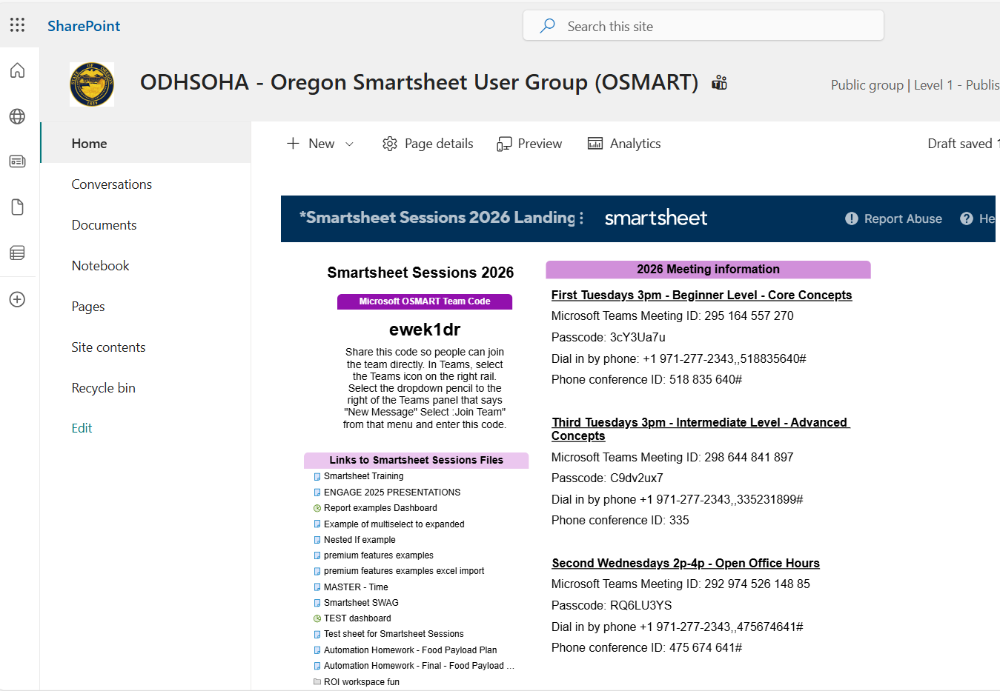 SharePoint
Search this site
ODHSOHA - Oregon Smartsheet User Group (OSMART)
Public group | Level 1 - Publis
Home
Conversations
Documents
Notebook
Pages
Site contents
Recycle bin
Edit
New
Page details
Preview
Analytics
Draft saved 1
*Smartsheet Sessions 2026 Landing
smartsheet
Report Abuse
He
Smartsheet Sessions 2026
Microsoft OSMART Team Code
ewek1dr
Share this code so people can join
the team directly. In Teams, select
the Teams icon on the right rail.
Select the dropdown pencil to the
right of the Teams panel that says
"New Message" Select :Join Team"
from that menu and enter this code.
Links to Smartsheet Sessions Files
Smartsheet Training
ENGAGE 2025 PRESENTATIONS
Report examples Dashboard
Example of multiselect to expanded
Nested If example
premium features examples
premium features examples excel import
MASTER - Time
Smartsheet SWAG
TEST dashboard
Test sheet for Smartsheet Sessions
Automation Homework - Food Payload Plan
Automation Homework - Final - Food Payload ...
ROI workspace fun
2026 Meeting information
First Tuesdays 3pm - Beginner Level - Core Concepts
Microsoft Teams Meeting ID: 295 164 557 270
Passcode: 3cY3Ua7u
Dial in by phone: +1 971-277-2343,,518835640#
Phone conference ID: 518 835 640#
Third Tuesdays 3pm - Intermediate Level - Advanced
Concepts
Microsoft Teams Meeting ID: 298 644 841 897
Passcode: C9dv2ux7
Dial in by phone +1 971-277-2343,,335231899#
Phone conference ID: 335
Second Wednesdays 2p-4p - Open Office Hours
Microsoft Teams Meeting ID: 292 974 526 148 85
Passcode: RQ6LU3YS
Dial in by phone +1 971-277-2343,,475674641#
Phone conference ID: 475 674 641#